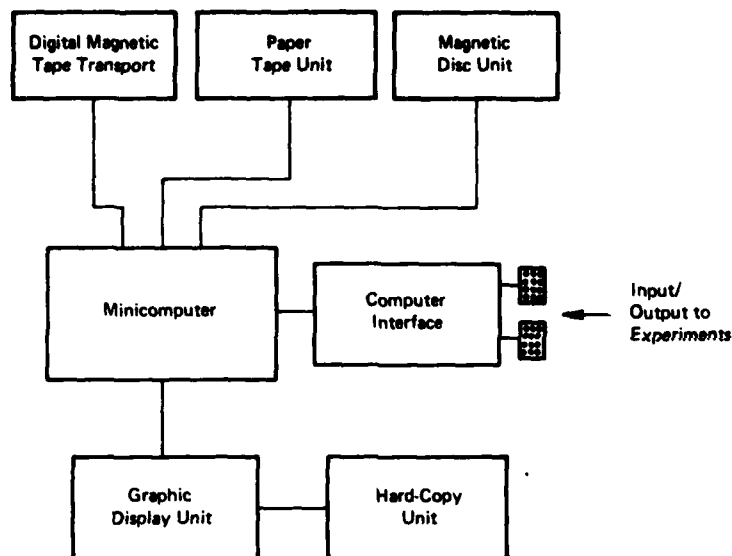 Digital Magnetic
Tape Transport
Paper
Tape Unit
Magnetic
Disc Unit
Minicomputer
Computer
Interface
Input/
Output to
Experiments
Graphic
Display Unit
Hard-Copy
Unit